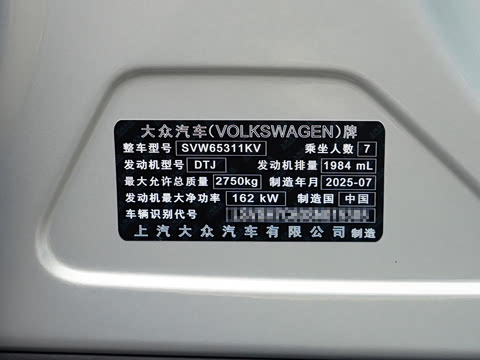 大众汽车(VOLKSWAGEN)牌
整车型号 SVW65311KV 乘坐人数 7
发动机型号 DTJ 发动机排量 1984 mL
最大允许总质量 2750kg 制造年月 2025-07
发动机最大净功率 162 kW 制造国 中国
车辆识别代号
上汽大众汽车有限公司制造